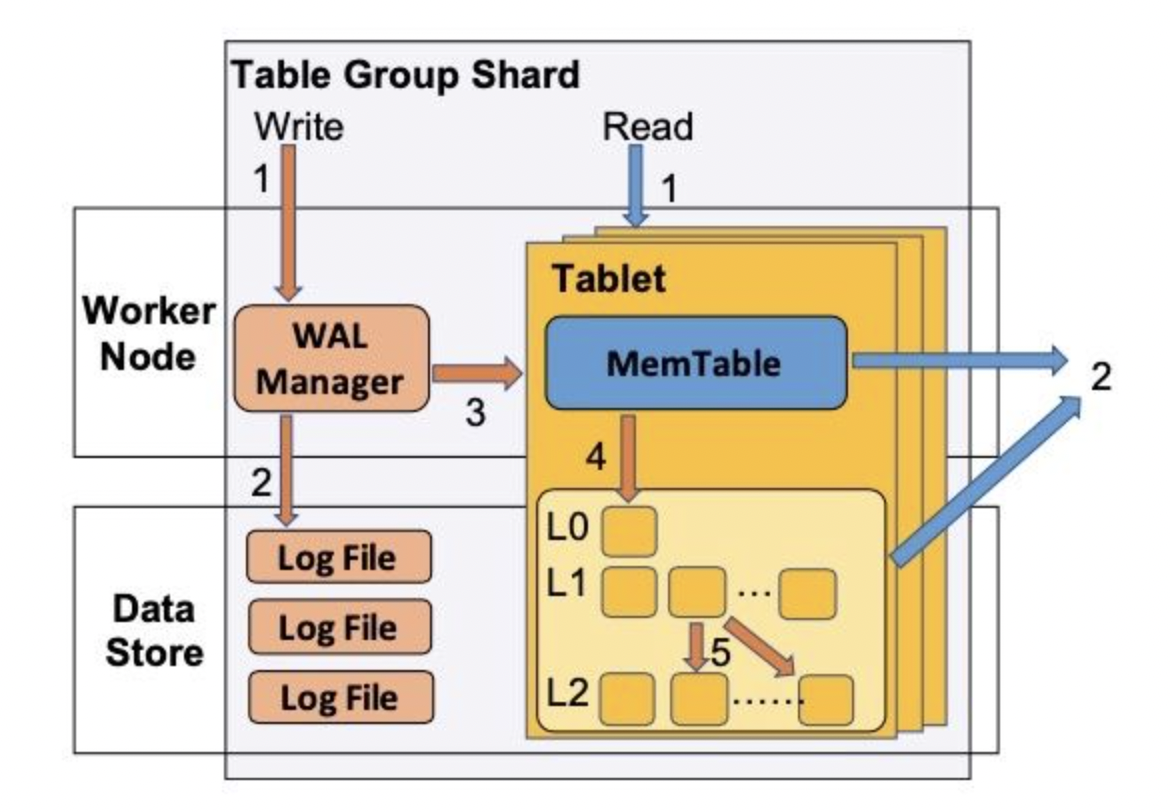 Table Group Shard
Write
Read
1
1
Tablet
Worker
Node
WAL
Manager
MemTable
3
2
2
4
Data
Store
Log File
Log File
Log File
L0
L1
...
5
L2
......